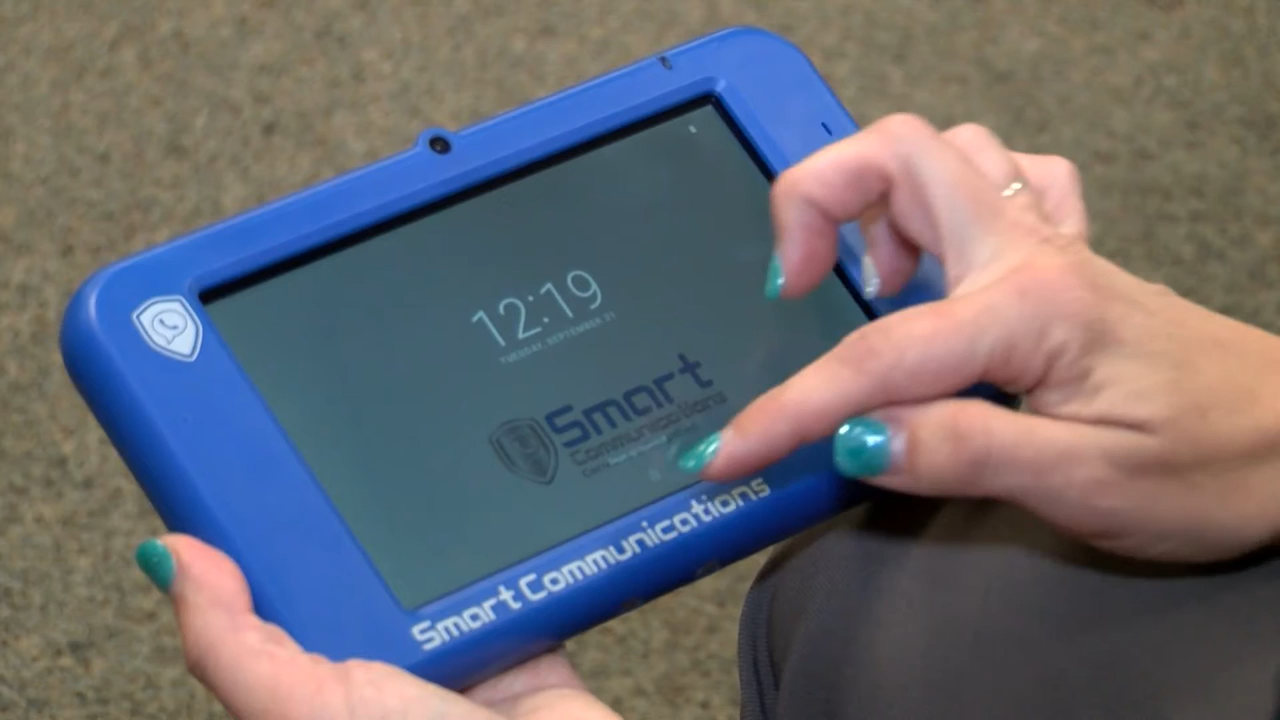 12:19
TUESDAY, SEPTEMBER 21
Smart
Communications
Smart Communications